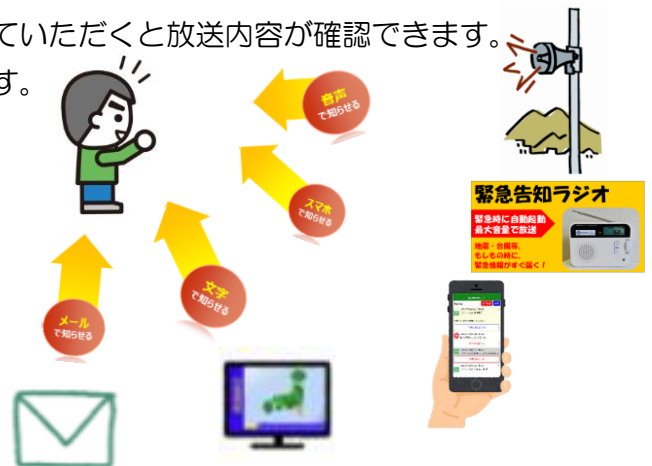 ていただくと放送内容が確認できます。
す。
音声
で知らせる
スマホ
で知らせる
文字
で知らせる
メール
で知らせる
緊急告知ラジオ
緊急時に自動起動
最大音量で放送
地震・台風等、
もしもの時に、
緊急情報がすぐ届く！